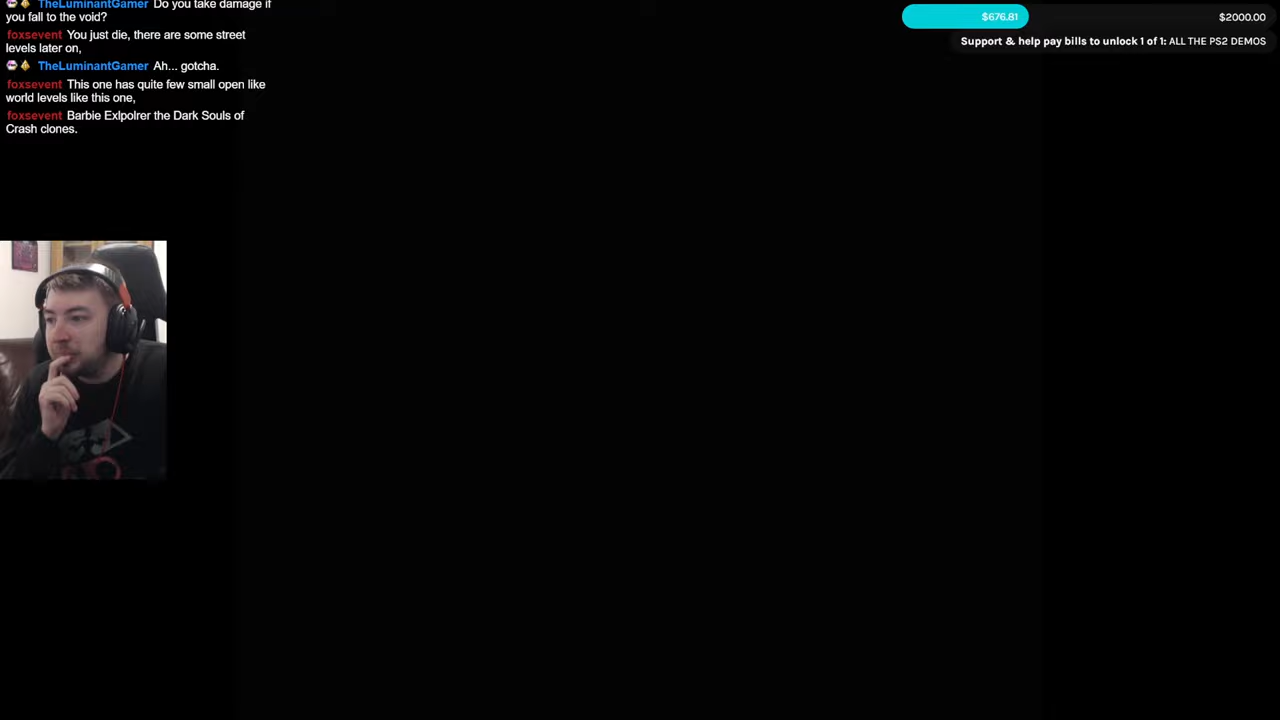 TheLuminantGamer Do you take damage if
you fall to the void?
foxsevent You just die, there are some street
levels later on,
TheLuminantGamer Ah... gotcha.
foxsevent This one has quite few small open like
world levels like this one,
foxsevent Barbie Exlpolrer the Dark Souls of
Crash clones.
$676.81
$2000.00
Support & help pay bills to unlock 1 of 1: ALL THE PS2 DEMOS